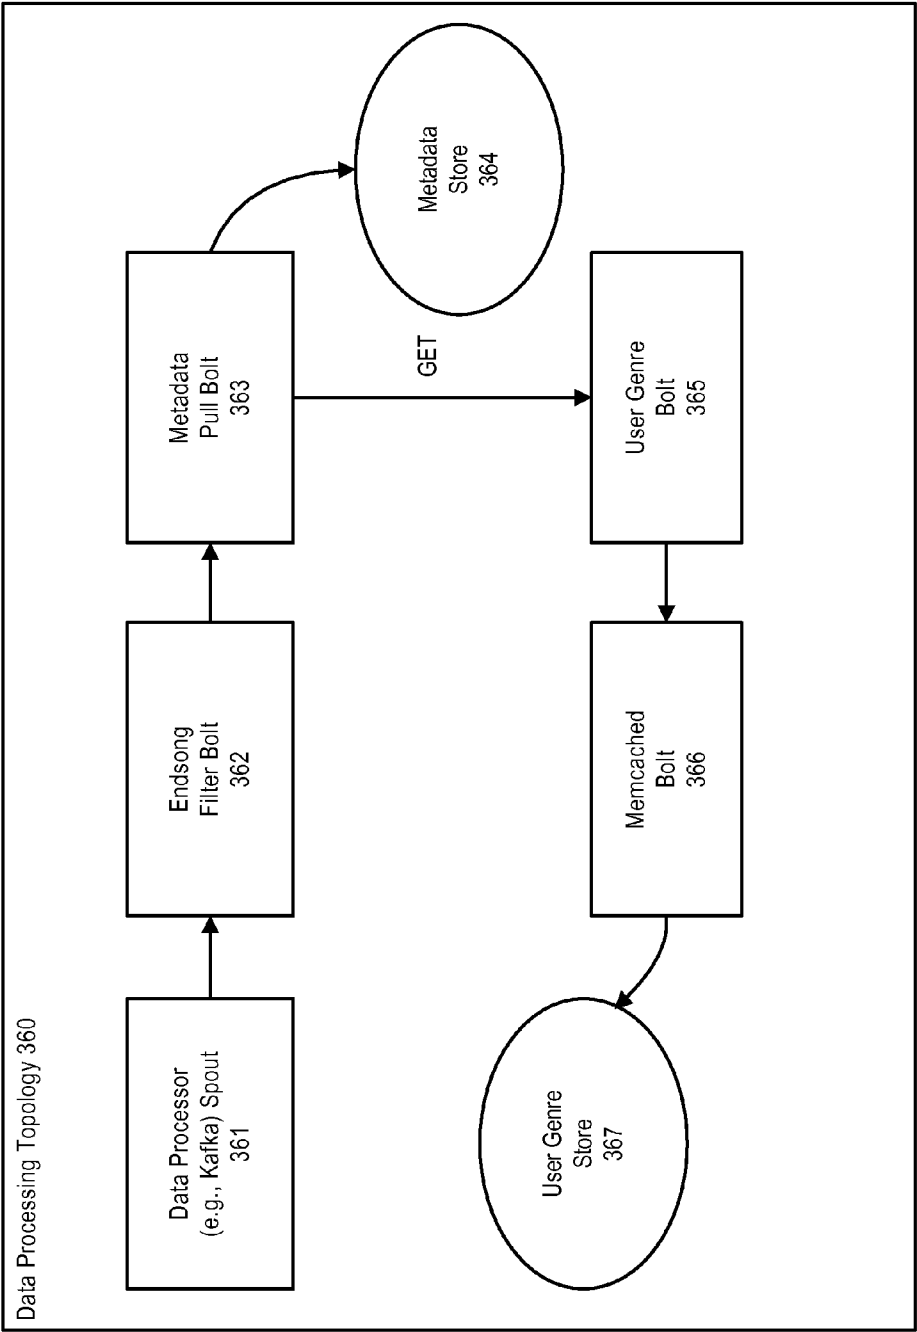 Data Processing Topology 360
Data Processor
(e.g., Kafka) Spout
361
Endsong
Filter Bolt
362
Metadata
Pull Bolt
363
Metadata
Store
364
GET
User Genre
Bolt
365
Memcached
Bolt
366
User Genre
Store
367